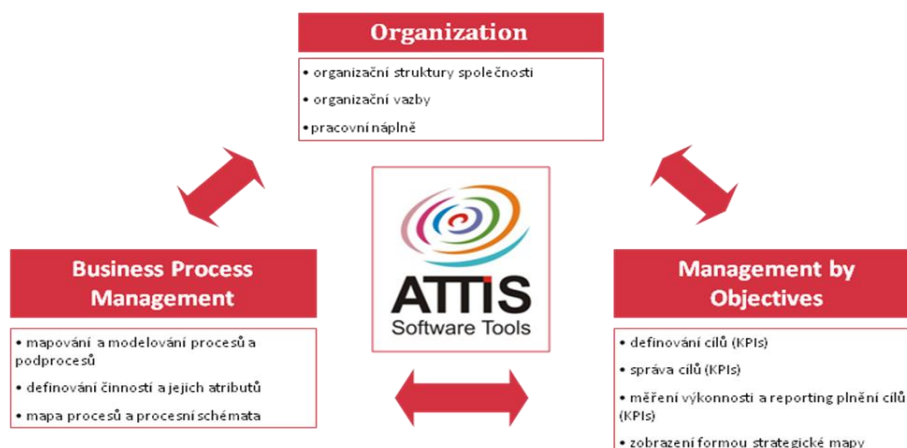 Organization
• organizační struktury společnosti
• organizační vazby
• pracovní náplně
ATTiS
Software Tools
Business Process
Management
• mapování a modelování procesů a
podprocesů
• definování činností a jejich atributů
• mapa procesů a procesní schémata
Management by
Objectives
• definování cílů (KPIs)
• správa cílů (KPIs)
• měření výkonnosti a reporting plnění cílů
(KPIs)
• zobrazení formou strategické mapy